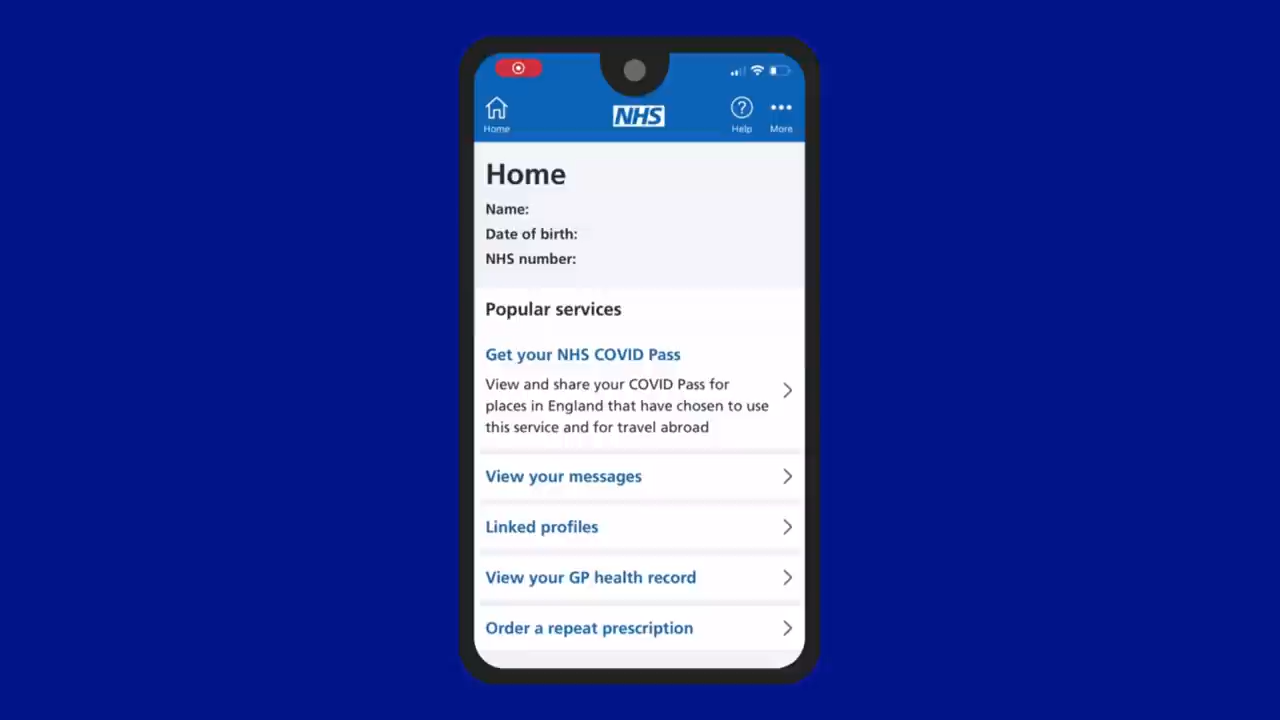 NHS
Home
Help
More
Home
Name:
Date of birth:
NHS number:
Popular services
Get your NHS COVID Pass
View and share your COVID Pass for
places in England that have chosen to use
this service and for travel abroad
View your messages
Linked profiles
View your GP health record
Order a repeat prescription